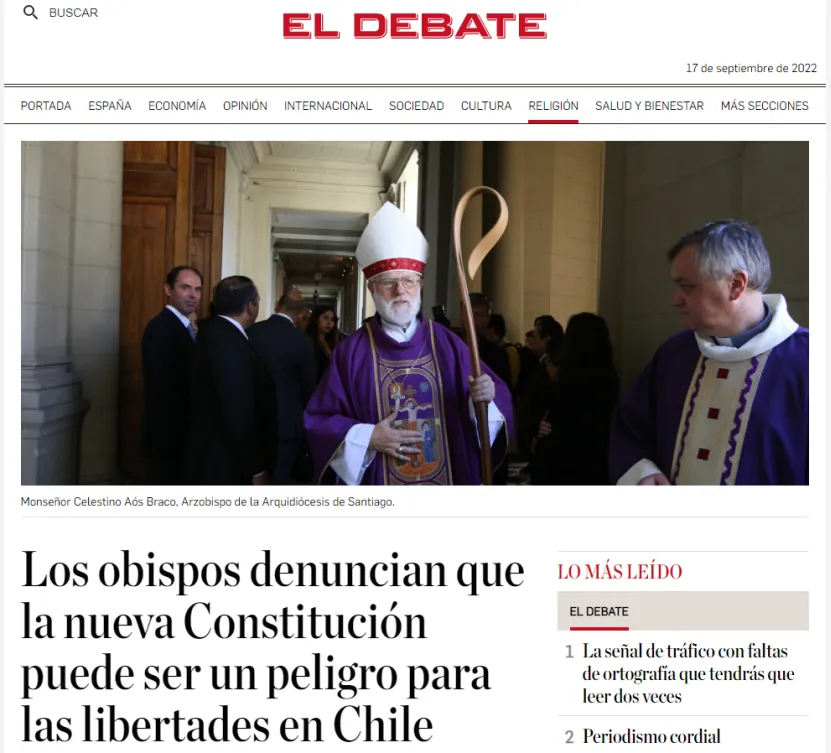 BUSCAR
EL DEBATE
17 de septiembre de 2022
PORTADA ESPAÑA ECONOMÍA OPINIÓN INTERNACIONAL SOCIEDAD CULTURA RELIGIÓN SALUD Y BIENESTAR MÁS SECCIONES
Monseñor Celestino Aós Braco, Arzobispo de la Arquidiócesis de Santiago.
Los obispos denuncian que
la nueva Constitución
puede ser un peligro para
las libertades en Chile
LO MÁS LEÍDO
EL DEBATE
1 La señal de tráfico con faltas
de ortografía que tendrás que
leer dos veces
2 Periodismo cordial